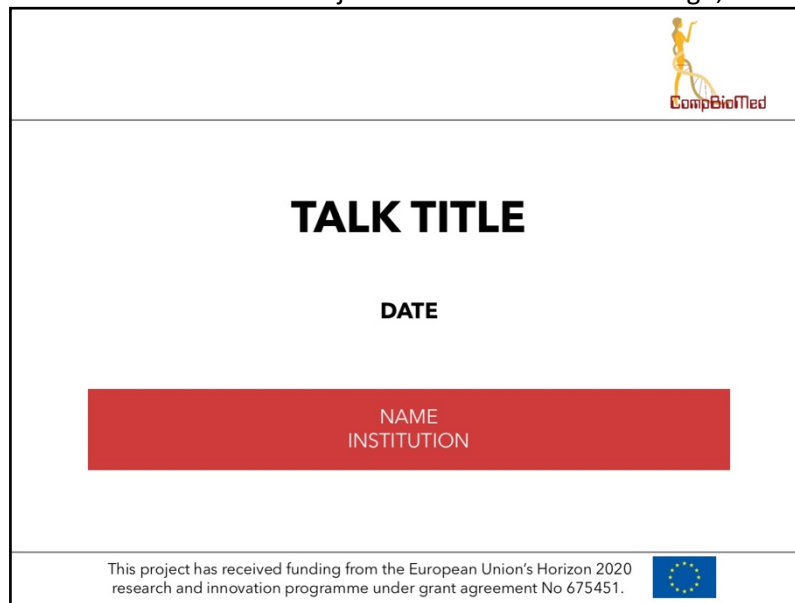 CompBioMed
TALK TITLE
DATE
NAME
INSTITUTION
This project has received funding from the European Union's Horizon 2020
research and innovation programme under grant agreement No 675451.